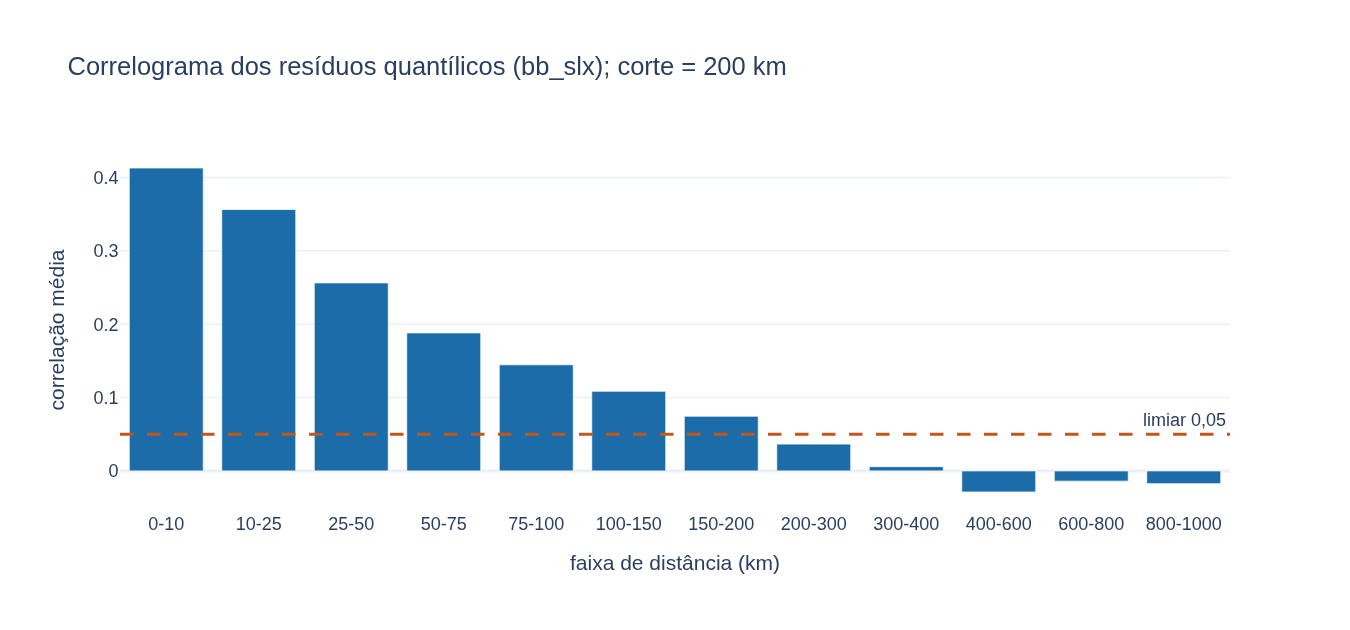 Correlograma dos resíduos quantílicos (bb_slx); corte = 200 km
correlação média
0.4
0.3
0.2
0.1
0
limiar 0,05
0-10 10-25 25-50 50-75 75-100 100-150 150-200 200-300 300-400 400-600 600-800 800-1000
faixa de distância (km)